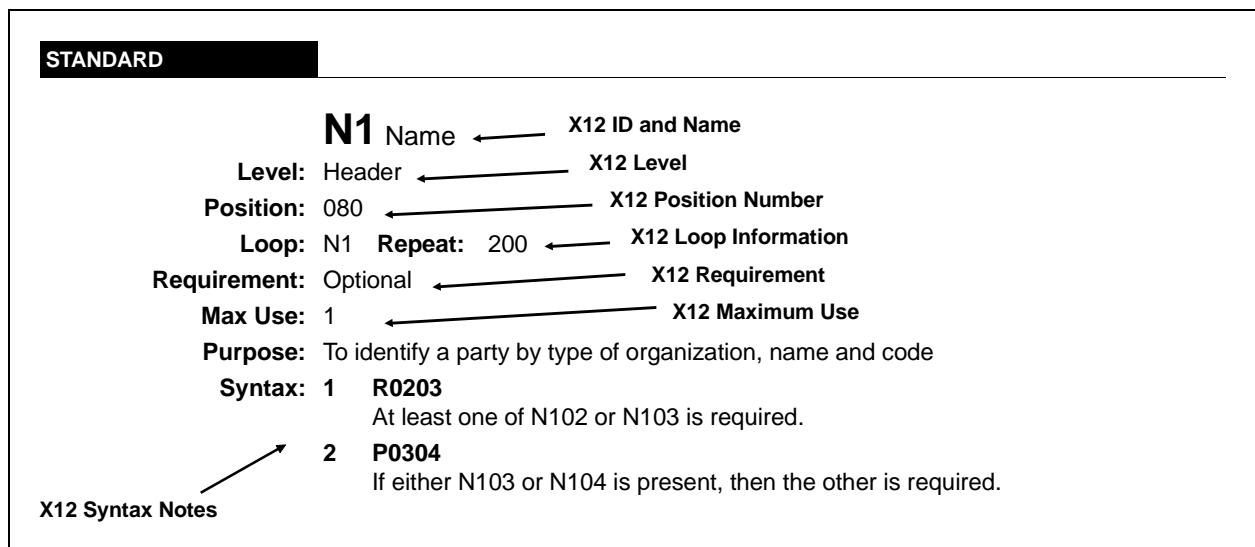 STANDARD
N1 Name X12 ID and Name
Level: Header X12 Level
Position: 080 X12 Position Number
Loop: N1 Repeat: 200 X12 Loop Information
Requirement: Optional X12 Requirement
Max Use: 1 X12 Maximum Use
Purpose: To identify a party by type of organization, name and code
Syntax: 1 R0203
At least one of N102 or N103 is required.
2 P0304
If either N103 or N104 is present, then the other is required.
X12 Syntax Notes